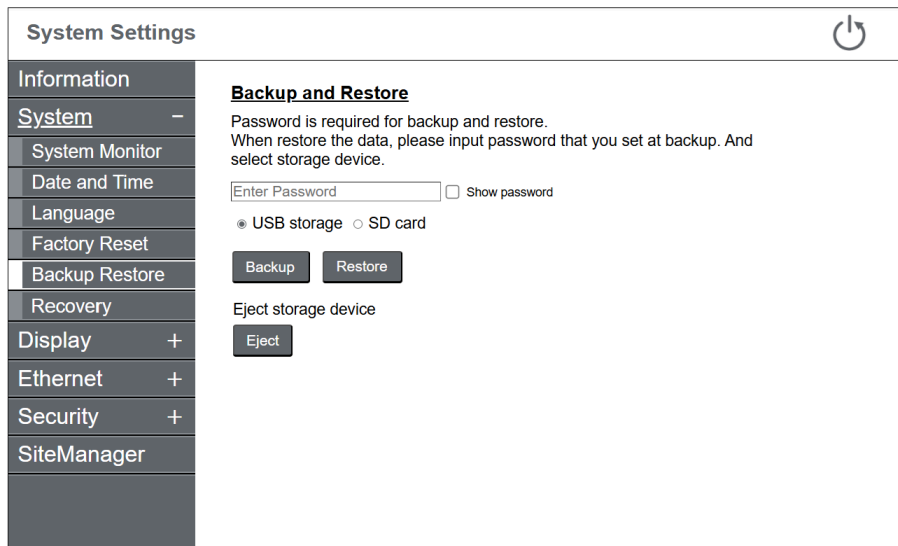 System Settings
Information
System −
System Monitor
Date and Time
Language
Factory Reset
Backup Restore
Recovery
Display +
Ethernet +
Security +
SiteManager
Backup and Restore
Password is required for backup and restore.
When restore the data, please input password that you set at backup. And
select storage device.
Enter Password Show password
USB storage SD card
Backup Restore
Eject storage device
Eject